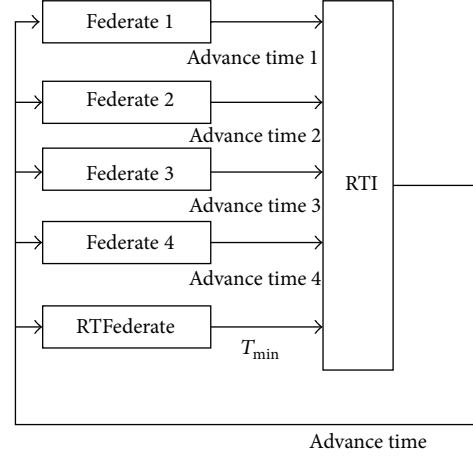 Federate 1
Advance time 1
Federate 2
Advance time 2
Federate 3
RTI
Advance time 3
Federate 4
Advance time 4
RTFederate
T_min
Advance time